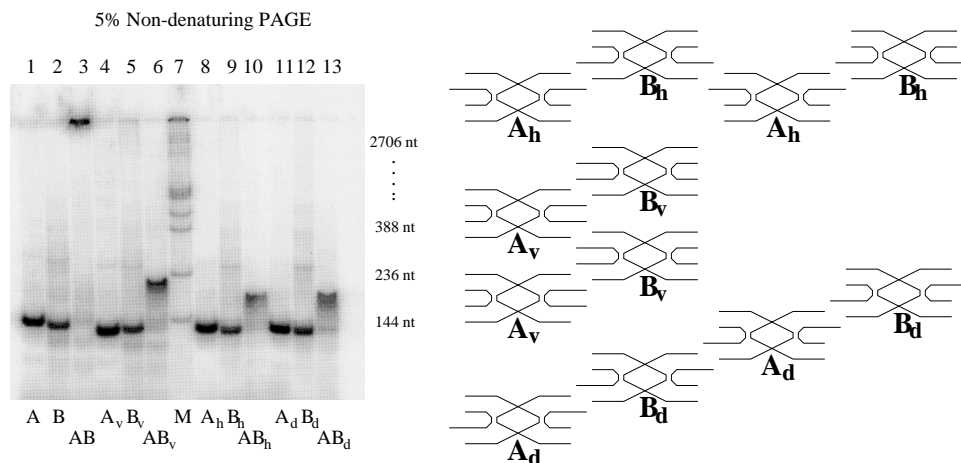 5% Non-denaturing PAGE
1 2 3 4 5 6 7 8 9 10 11 12 13
2706 nt
388 nt
236 nt
144 nt
A B A_v B_v M A_h B_h A_d B_d
AB AB_v AB_h AB_d
B_h B_h
A_h A_h
B_v
A_v
B_v
A_v
B_d
A_d
B_d
A_d